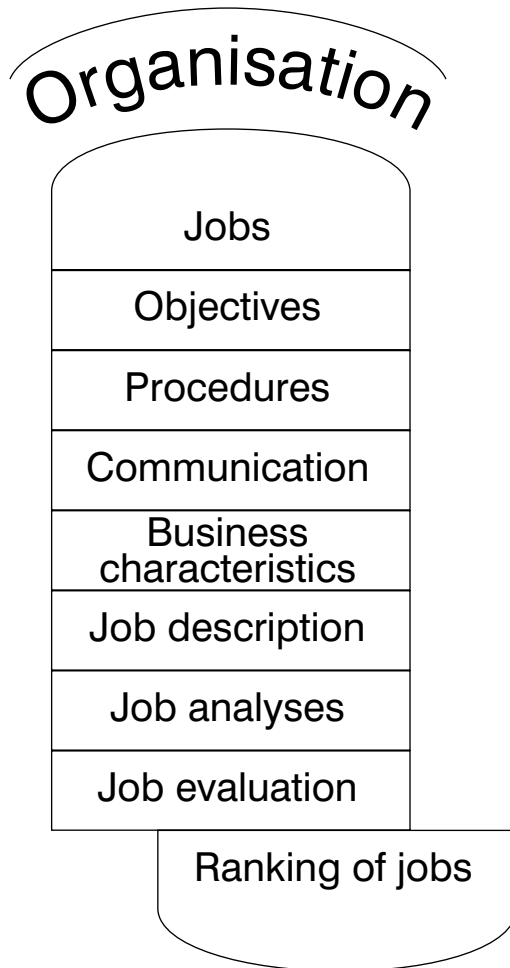 Organisation
Jobs
Objectives
Procedures
Communication
Business
characteristics
Job description
Job analyses
Job evaluation
Ranking of jobs